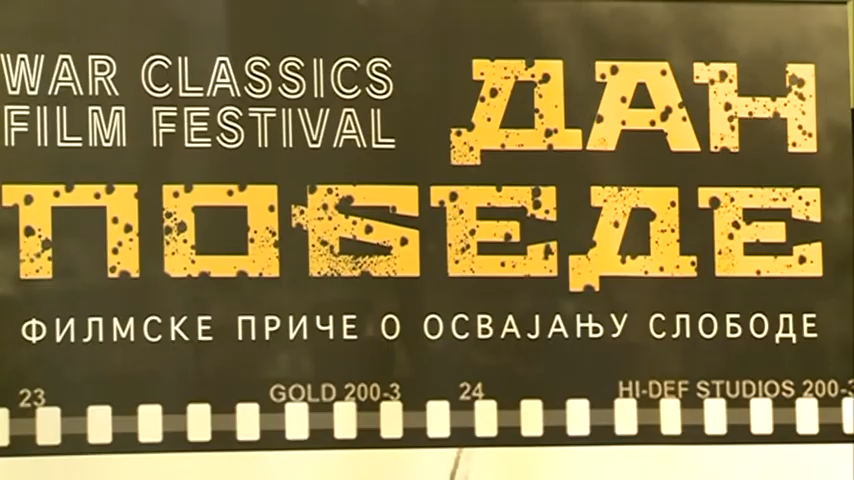 WAR CLASSICS
FILM FESTIVAL
ДАН
ПОБЕДЕ
ФИЛМСКЕ ПРИЧЕ О ОСВАЈАЊУ СЛОБОДЕ
23 GOLD 200-3 24 HI-DEF STUDIOS 200-3